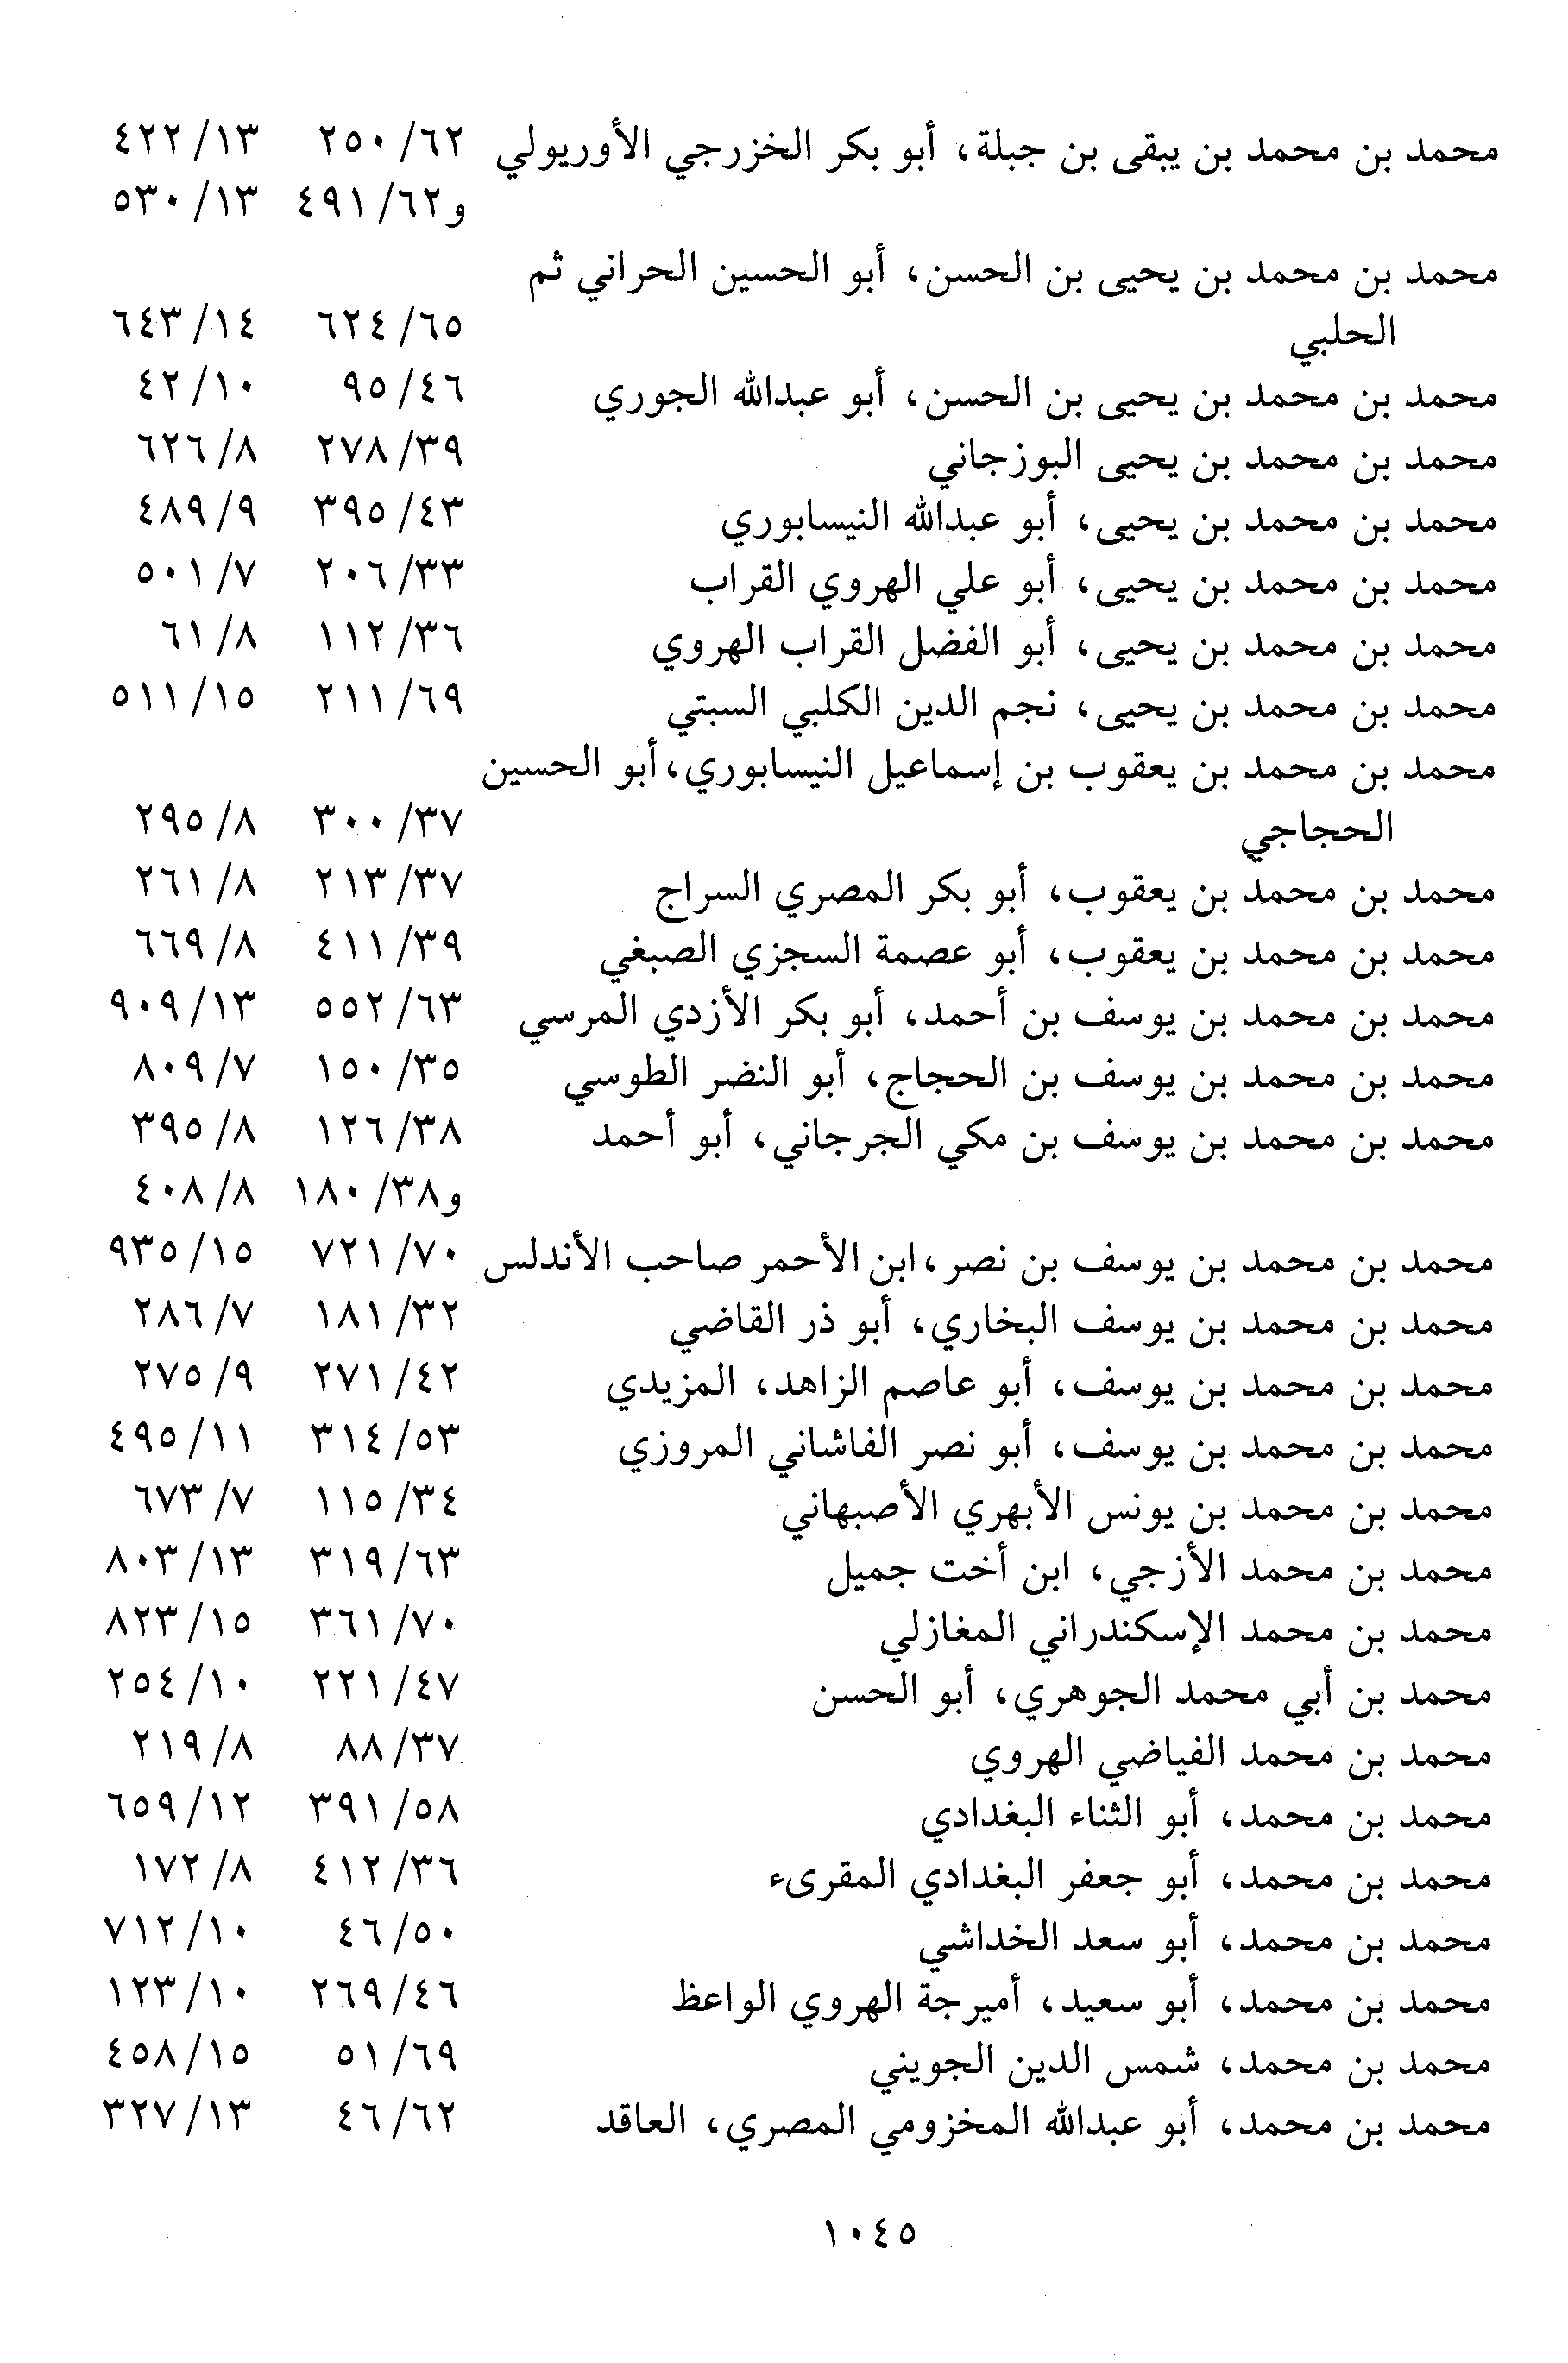 محمد بن محمد بن يبقى بن جبلة، أبو بكر الخزرجي الأوريولي ٦٢/ ٢٥٠ ١٣/ ٤٢٢
و٦٢/ ٤٩١ ١٣/ ٥٣٠
محمد بن محمد بن يحيى بن الحسن، أبو الحسين الحراني ثم
الحلبي ٦٥/ ٦٢٤ ١٤/ ٦٤٣
محمد بن محمد بن يحيى بن الحسن، أبو عبدالله الجوري ٤٦/ ٩٥ ١٠/ ٤٢
محمد بن محمد بن يحيى البوزجاني ٣٩/ ٢٧٨ ٨/ ٦٢٦
محمد بن محمد بن يحيى، أبو عبدالله النيسابوري ٤٣/ ٣٩٥ ٩/ ٤٨٩
محمد بن محمد بن يحيى، أبو علي الهروي القراب ٣٣/ ٢٠٦ ٧/ ٥٠١
محمد بن محمد بن يحيى، أبو الفضل القراب الهروي ٣٦/ ١١٢ ٨/ ٦١
محمد بن محمد بن يحيى، نجم الدين الكلبي السبتي ٦٩/ ٢١١ ١٥/ ٥١١
محمد بن محمد بن يعقوب بن إسماعيل النيسابوري، أبو الحسين
الحجاجي ٣٧/ ٣٠٠ ٨/ ٢٩٥
محمد بن محمد بن يعقوب، أبو بكر المصري السراج ٣٧/ ٢١٣ ٨/ ٢٦١
محمد بن محمد بن يعقوب، أبو عصمة السجزي الصبغي ٣٩/ ٤١١ ٨/ ٦٦٩
محمد بن محمد بن يوسف بن أحمد، أبو بكر الأزدي المرسي ٦٣/ ٥٥٢ ١٣/ ٩٠٩
محمد بن محمد بن يوسف بن الحجاج، أبو النضر الطوسي ٣٥/ ١٥٠ ٧/ ٨٠٩
محمد بن محمد بن يوسف بن مكي الجرجاني، أبو أحمد ٣٨/ ١٢٦ ٨/ ٣٩٥
و٣٨/ ١٨٠ ٨/ ٤٠٨
محمد بن محمد بن يوسف بن نصر، ابن الأحمر صاحب الأندلس ٧٠/ ٧٢١ ١٥/ ٩٣٥
محمد بن محمد بن يوسف البخاري، أبو ذر القاضي ٣٢/ ١٨١ ٧/ ٢٨٦
محمد بن محمد بن يوسف، أبو عاصم الزاهد، المزيدي ٤٢/ ٢٧١ ٩/ ٢٧٥
محمد بن محمد بن يوسف، أبو نصر الفاشاني المروزي ٥٣/ ٣١٤ ١١/ ٤٩٥
محمد بن محمد بن يونس الأبهري الأصبهاني ٣٤/ ١١٥ ٧/ ٦٧٣
محمد بن محمد الأزجي، ابن أخت جميل ٦٣/ ٣١٩ ١٣/ ٨٠٣
محمد بن محمد الإسكندراني المغازلي ٧٠/ ٣٦١ ١٥/ ٨٢٣
محمد بن أبي محمد الجوهري، أبو الحسن ٤٧/ ٢٢١ ١٠/ ٢٥٤
محمد بن محمد الفياضي الهروي ٣٧/ ٨٨ ٨/ ٢١٩
محمد بن محمد، أبو الثناء البغدادي ٥٨/ ٣٩١ ١٢/ ٦٥٩
محمد بن محمد، أبو جعفر البغدادي المقرىء ٣٦/ ٤١٢ ٨/ ١٧٢
محمد بن محمد، أبو سعد الخداشي ٥٠/ ٤٦ ١٠/ ٧١٢
محمد بن محمد، أبو سعيد، أميرجة الهروي الواعظ ٤٦/ ٢٦٩ ١٠/ ١٢٣
محمد بن محمد، شمس الدين الجويني ٦٩/ ٥١ ١٥/ ٤٥٨
محمد بن محمد، أبو عبدالله المخزومي المصري، العاقد ٦٢/ ٤٦ ١٣/ ٣٢٧
١٠٤٥